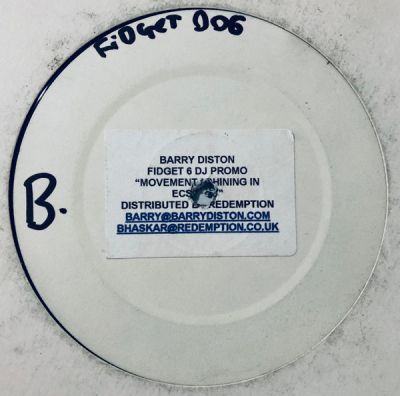 FiDGET 006
BARRY DISTON
FIDGET 6 DJ PROMO
“MOVEMENT SHINING IN
DISTRIBUTED BY REDEMPTION
BARRY@BARRYDISTON.COM
BHASKAR@REDEMPTION.CO.UK
B.